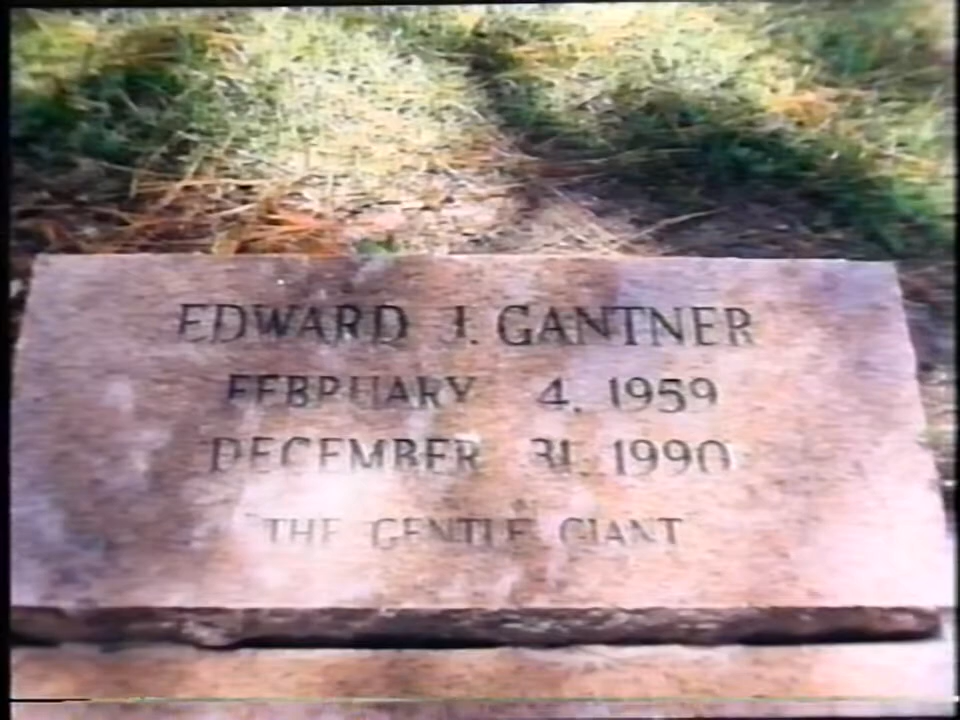 EDWARD J. GANTNER
FEBRUARY 4, 1959
DECEMBER 31, 1990
THE GENTLE GIANT